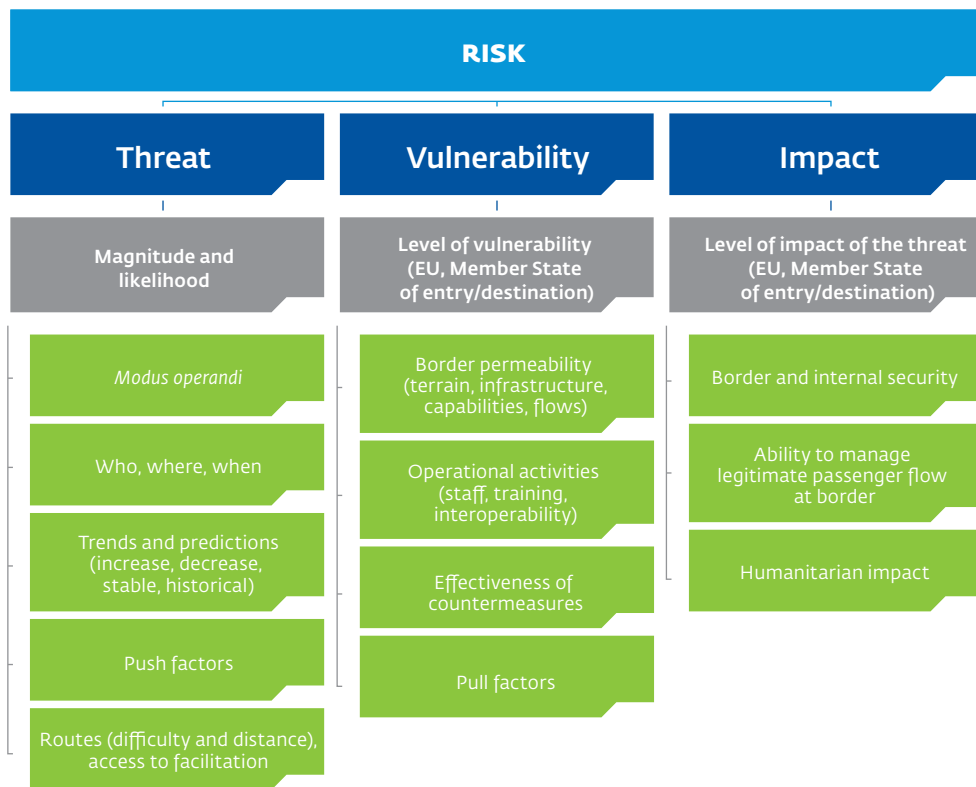 RISK
Threat
Magnitude and
likelihood
Modus operandi
Who, where, when
Trends and predictions
(increase, decrease,
stable, historical)
Push factors
Routes (difficulty and distance),
access to facilitation
Vulnerability
Level of vulnerability
(EU, Member State
of entry/destination)
Border permeability
(terrain, infrastructure,
capabilities, flows)
Operational activities
(staff, training,
interoperability)
Effectiveness of
countermeasures
Pull factors
Impact
Level of impact of the threat
(EU, Member State
of entry/destination)
Border and internal security
Ability to manage
legitimate passenger flow
at border
Humanitarian impact